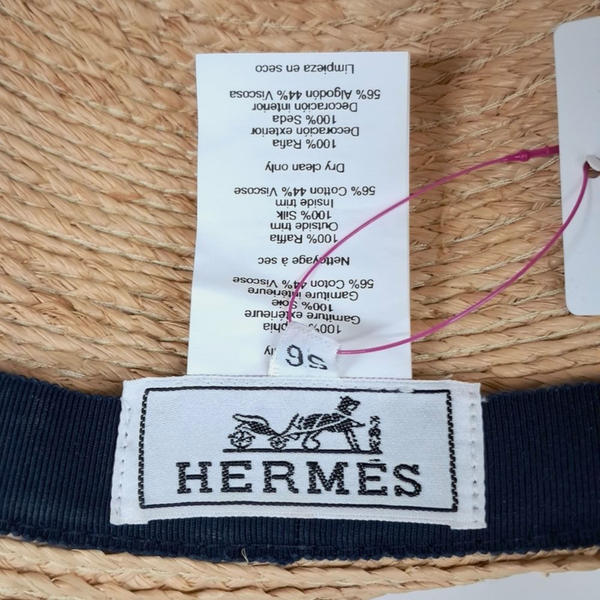 Garniture extérieure
100% Soie
Garniture intérieure
56% Coton 44% Viscose
Nettoyage à sec
100% Raffia
Outside trim
100% Silk
Inside trim
56% Cotton 44% Viscose
Dry clean only
100% Rafia
Decoración exterior
100% Seda
Decoración interior
56% Algodón 44% Viscosa
Limpieza en seco
56
HERMÈS